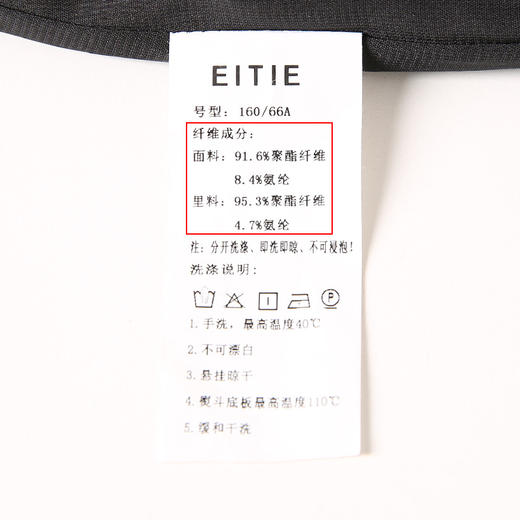 EITIE
号型: 160/66A
纤维成分:
面料: 91.6%聚酯纤维
8.4%氨纶
里料: 95.3%聚酯纤维
4.7%氨纶
注: 分开洗涤、即洗即晾、不可浸泡!
洗涤说明:
P
1.手洗，最高温度40℃
2.不可漂白
3.悬挂晾干
4.熨斗底板最高温度110℃
5.缓和干洗